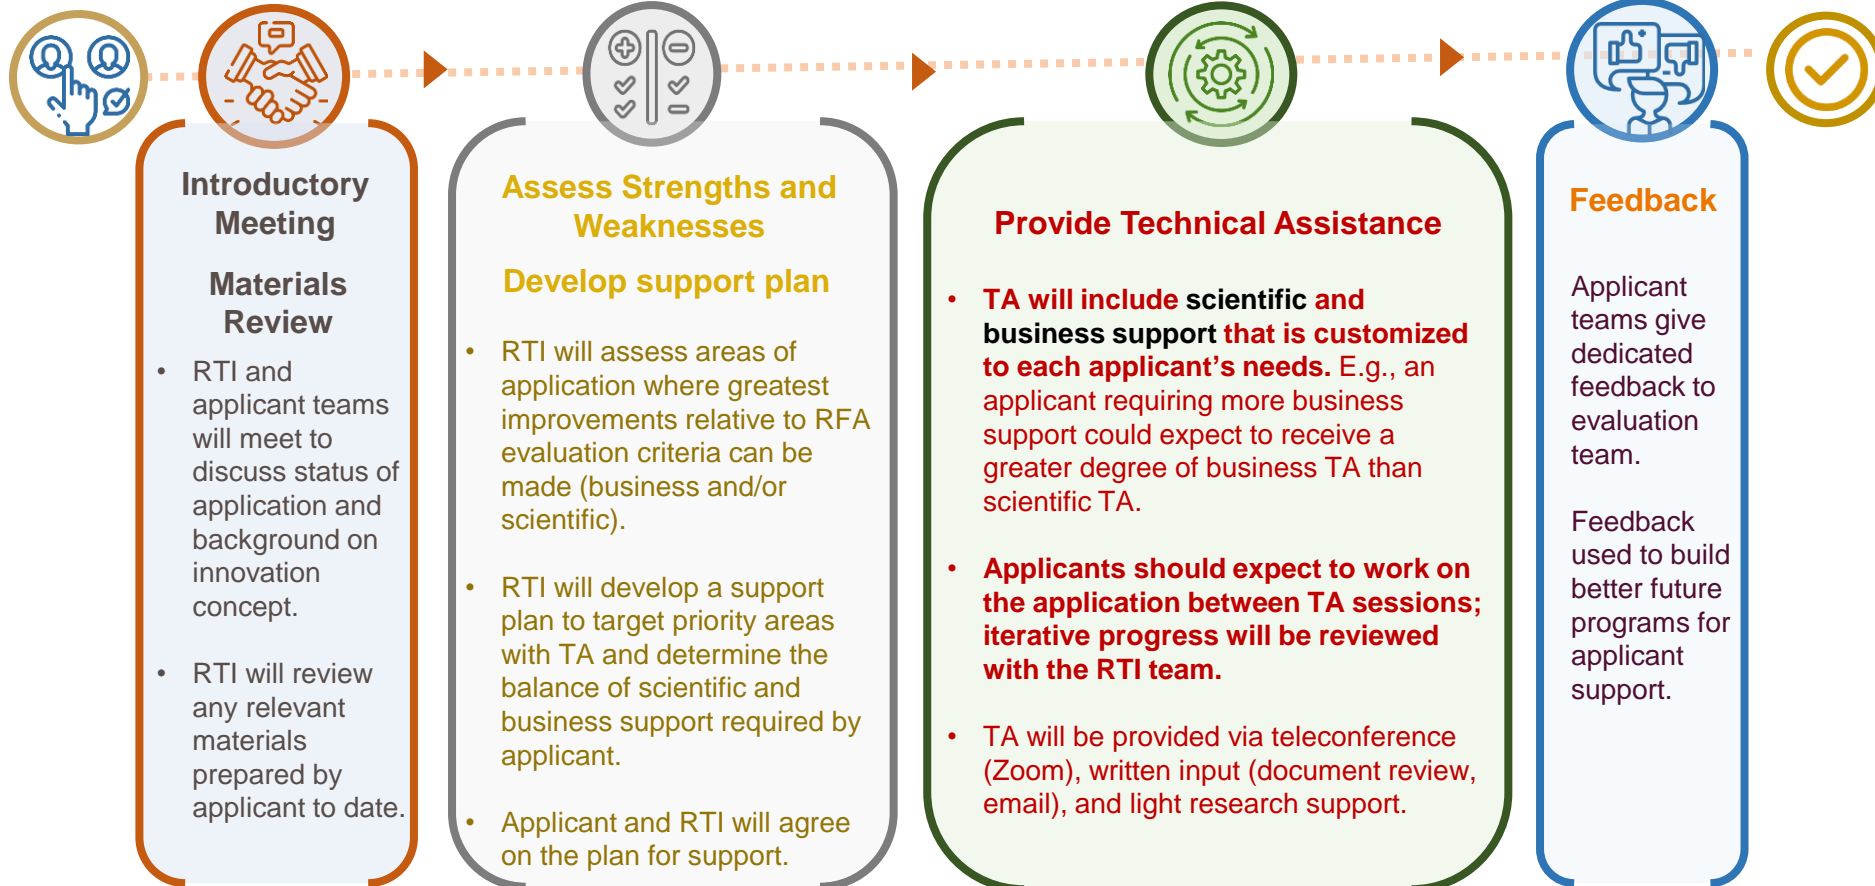 Introductory
Meeting
Materials
Review
• RTI and
applicant teams
will meet to
discuss status of
application and
background on
innovation
concept.
• RTI will review
any relevant
materials
prepared by
applicant to date.
Assess Strengths and
Weaknesses
Develop support plan
• RTI will assess areas of
application where greatest
improvements relative to RFA
evaluation criteria can be
made (business and/or
scientific).
• RTI will develop a support
plan to target priority areas
with TA and determine the
balance of scientific and
business support required by
applicant.
• Applicant and RTI will agree
on the plan for support.
Provide Technical Assistance
• TA will include scientific and
business support that is customized
to each applicant’s needs. E.g., an
applicant requiring more business
support could expect to receive a
greater degree of business TA than
scientific TA.
• Applicants should expect to work on
the application between TA sessions;
iterative progress will be reviewed
with the RTI team.
• TA will be provided via teleconference
(Zoom), written input (document review,
email), and light research support.
Feedback
Applicant
teams give
dedicated
feedback to
evaluation
team.
Feedback
used to build
better future
programs for
applicant
support.